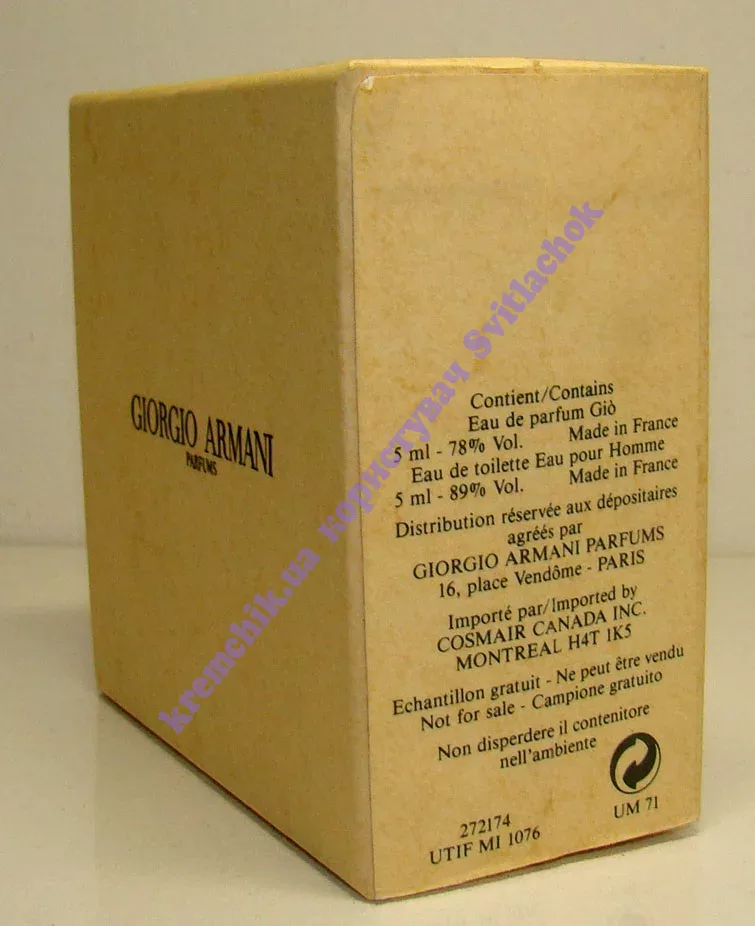 GIORGIO ARMANI
PARFUMS
Contient/Contains
Eau de parfum Giò
5 ml - 78% Vol. Made in France
Eau de toilette Eau pour Homme
5 ml - 89% Vol. Made in France
Distribution réservée aux dépositaires
agréés par
GIORGIO ARMANI PARFUMS
16, place Vendôme - PARIS
Importé par/Imported by
COSMAIR CANADA INC.
MONTREAL H4T 1K5
Echantillon gratuit - Ne peut être vendu
Not for sale - Campione gratuito
Non disperdere il contenitore
nell'ambiente
272174
UTIF MI 1076
UM 71
kremchik.ua користувач Svitlachok